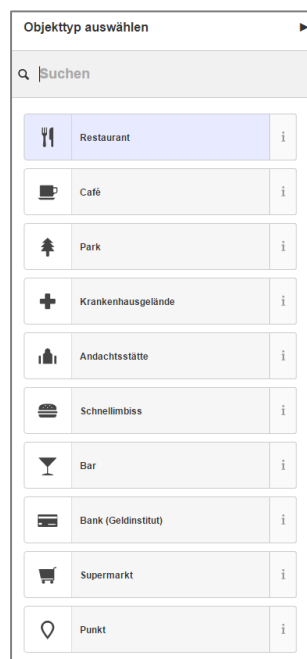 Objekttyp auswählen
Suchen
Restaurant
i
Café
i
Park
i
Krankenhausgelände
i
Andachtsstätte
i
Schnellimbiss
i
Bar
i
Bank (Geldinstitut)
i
Supermarkt
i
Punkt
i